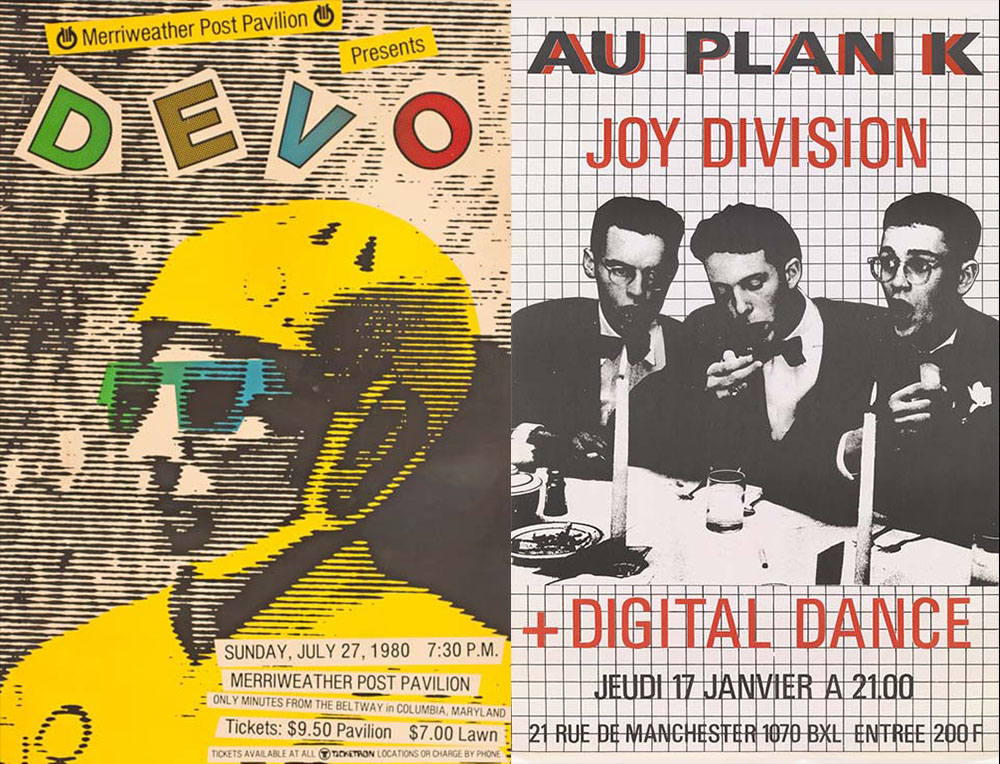 Merriweather Post Pavilion
Presents
DEVO
SUNDAY, JULY 27, 1980 7:30 P.M.
MERRIWEATHER POST PAVILION
ONLY MINUTES FROM THE BELTWAY in COLUMBIA, MARYLAND
Tickets: $9.50 Pavilion $7.00 Lawn
TICKETS AVAILABLE AT ALL TICKETRON LOCATIONS OR CHARGE BY PHONE
AU PLAN K
JOY DIVISION
+ DIGITAL DANCE
JEUDI 17 JANVIER A 21.00
21 RUE DE MANCHESTER 1070 BXL ENTREE 200 F